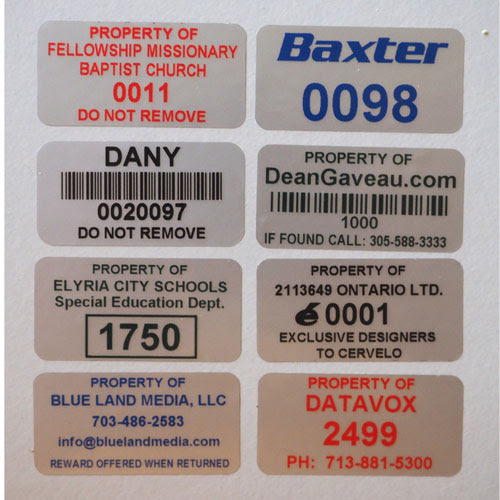 PROPERTY OF
FELLOWSHIP MISSIONARY
BAPTIST CHURCH
0011
DO NOT REMOVE
Baxter
0098
DANY
0020097
DO NOT REMOVE
PROPERTY OF
DeanGaveau.com
1000
IF FOUND CALL: 305-588-3333
PROPERTY OF
ELYRIA CITY SCHOOLS
Special Education Dept.
1750
PROPERTY OF
2113649 ONTARIO LTD.
é 0001
EXCLUSIVE DESIGNERS
TO CERVELO
PROPERTY OF
BLUE LAND MEDIA, LLC
703-486-2583
info@bluelandmedia.com
REWARD OFFERED WHEN RETURNED
PROPERTY OF
DATAVOX
2499
PH: 713-881-5300